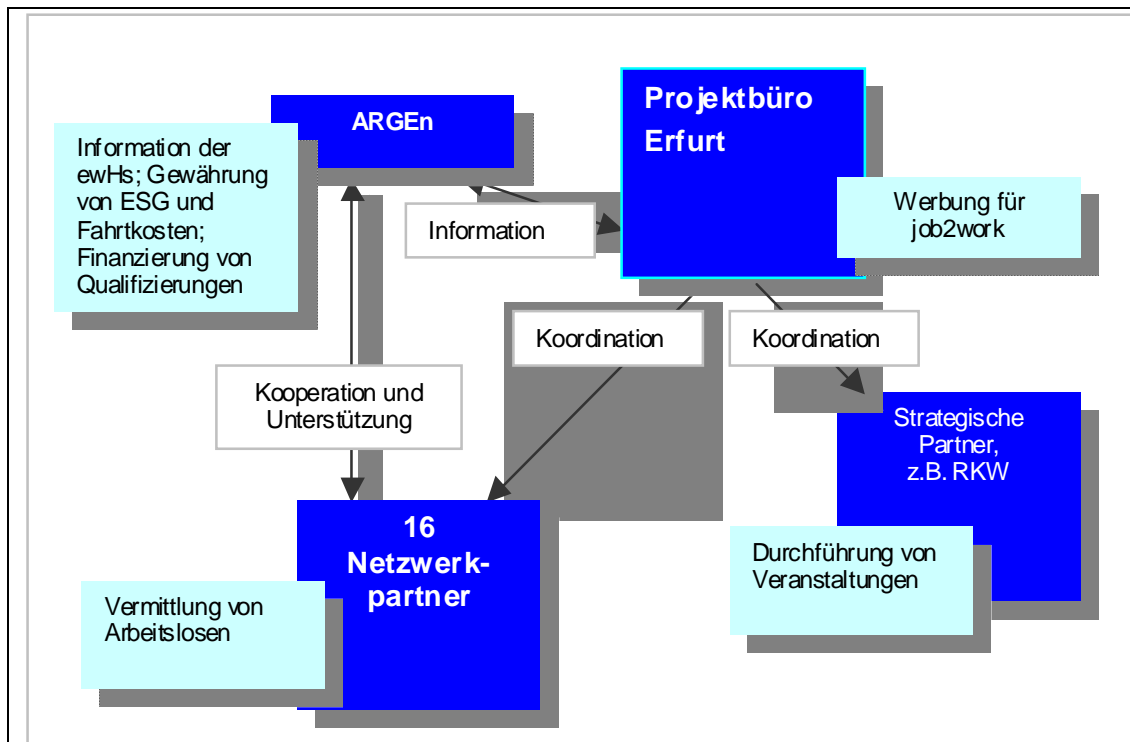 ARGEn
Projektbüro
Erfurt
Information der
ewHs; Gewährung
von ESG und
Fahrtkosten;
Finanzierung von
Qualifizierungen
Werbung für
job2work
Information
Koordination
Koordination
Kooperation und
Unterstützung
Strategische
Partner,
z.B. RKW
16
Netzwerk-
partner
Durchführung von
Veranstaltungen
Vermittlung von
Arbeitslosen